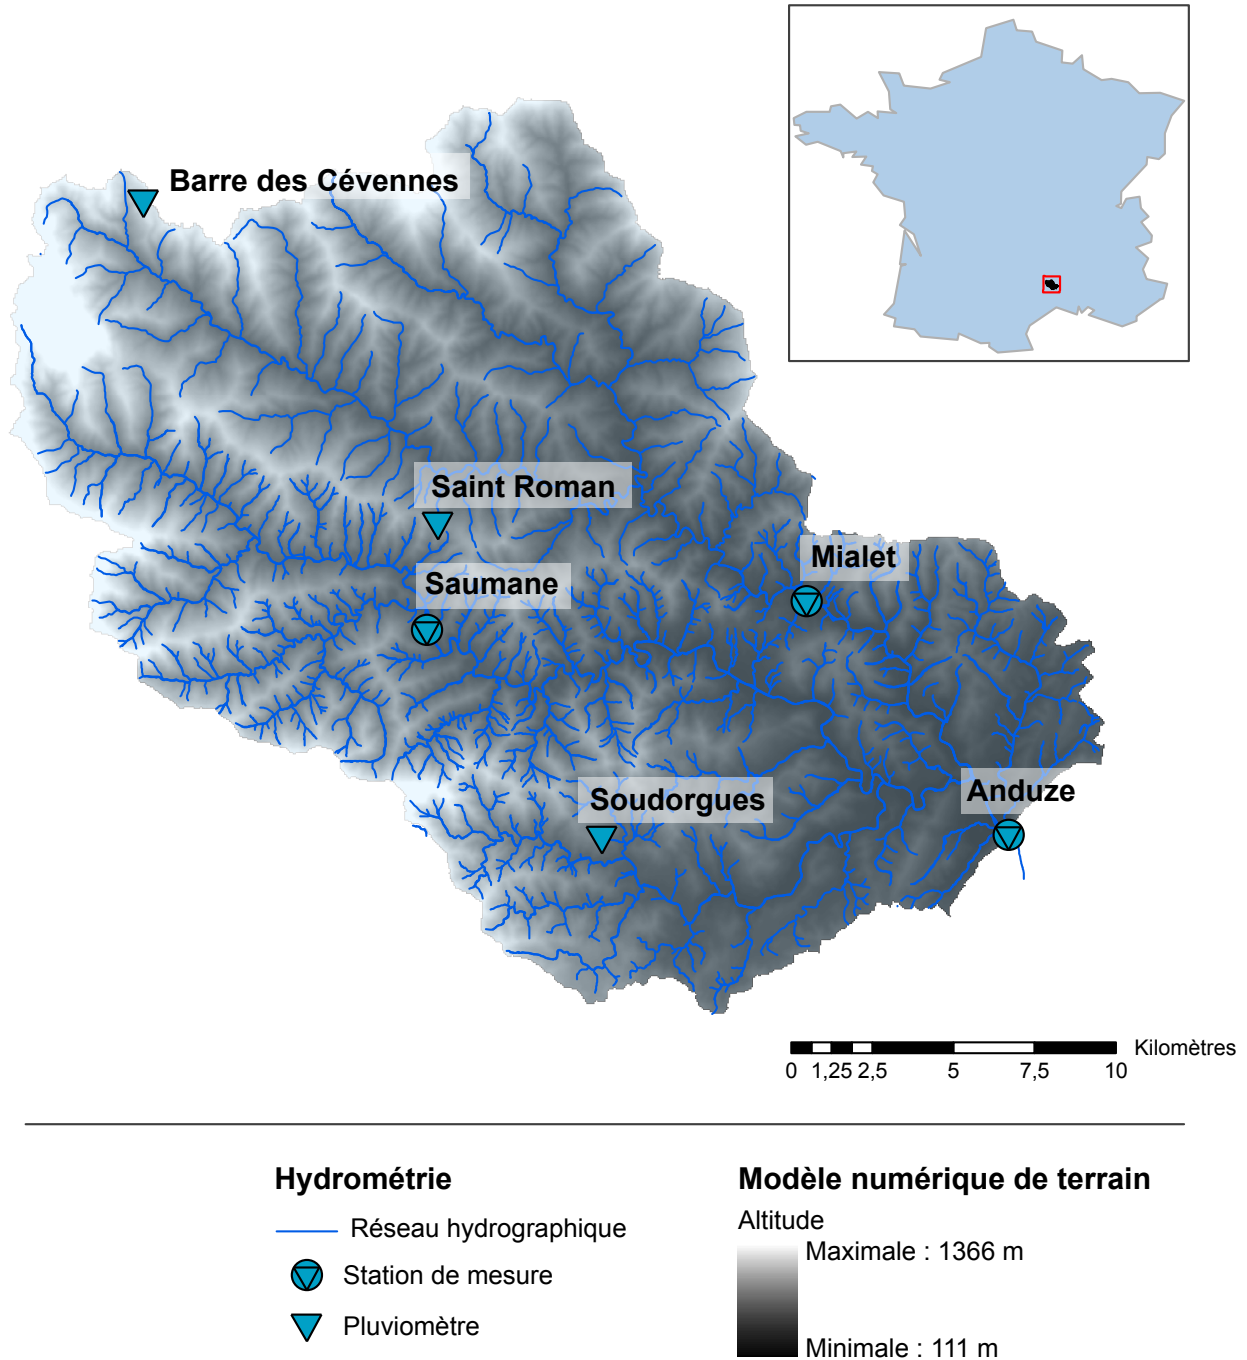 Barre des Cévennes
Saint Roman
Mialet
Saumane
Soudorgues
Anduze
Kilomètres
0 1,25 2,5 5 7,5 10
Hydrométrie
Réseau hydrographique
Station de mesure
Pluviomètre
Modèle numérique de terrain
Altitude
Maximale : 1366 m
Minimale : 111 m